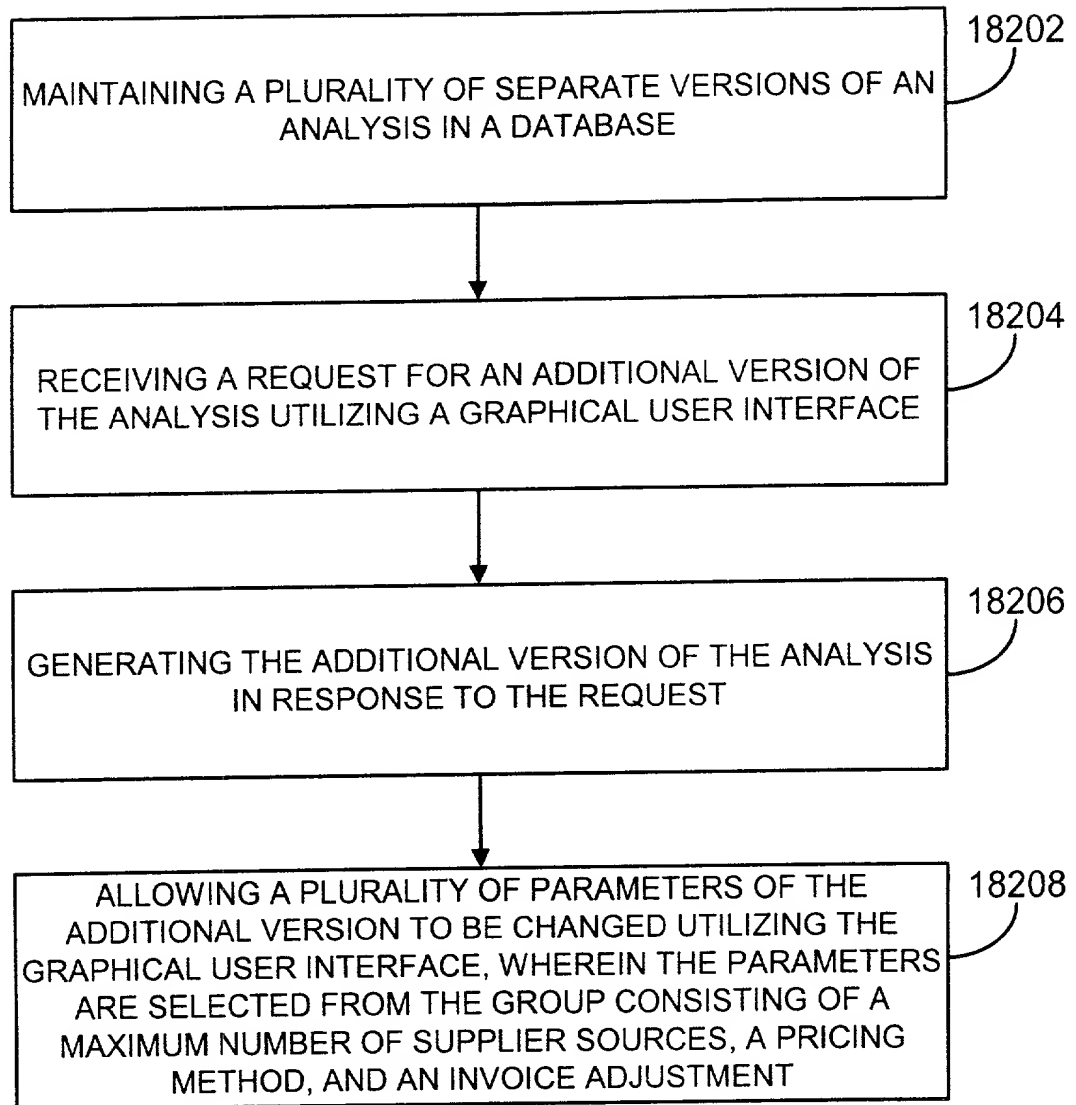 18202
MAINTAINING A PLURALITY OF SEPARATE VERSIONS OF AN
ANALYSIS IN A DATABASE
18204
RECEIVING A REQUEST FOR AN ADDITIONAL VERSION OF
THE ANALYSIS UTILIZING A GRAPHICAL USER INTERFACE
18206
GENERATING THE ADDITIONAL VERSION OF THE ANALYSIS
IN RESPONSE TO THE REQUEST
18208
ALLOWING A PLURALITY OF PARAMETERS OF THE
ADDITIONAL VERSION TO BE CHANGED UTILIZING THE
GRAPHICAL USER INTERFACE, WHEREIN THE PARAMETERS
ARE SELECTED FROM THE GROUP CONSISTING OF A
MAXIMUM NUMBER OF SUPPLIER SOURCES, A PRICING
METHOD, AND AN INVOICE ADJUSTMENT